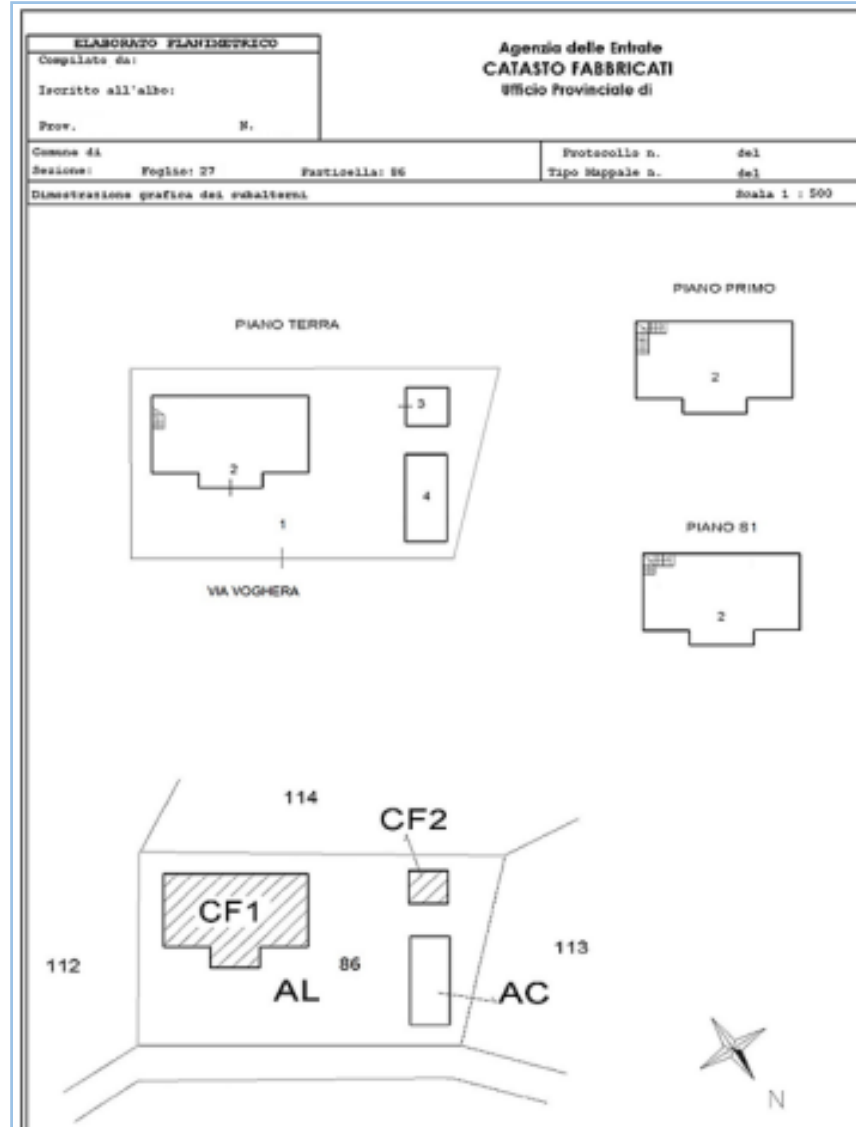 ELABORATO PLANIMETRICO
Compilato da:
Iscritto all'albo:
Prov. N.
Agenzia delle Entrate
CATASTO FABBRICATI
Ufficio Provinciale di
Comune di
Sezione: Foglio: 27 Particella: 86
Protocollo n. del
Tipo Mappale n. del
Dimostrazione grafica dei subalterni
Scala 1 : 500
PIANO PRIMO
2
PIANO TERRA
3
2
4
1
VIA VOGHERA
PIANO S1
2
114
CF2
CF1
112
86
113
AL
AC
N